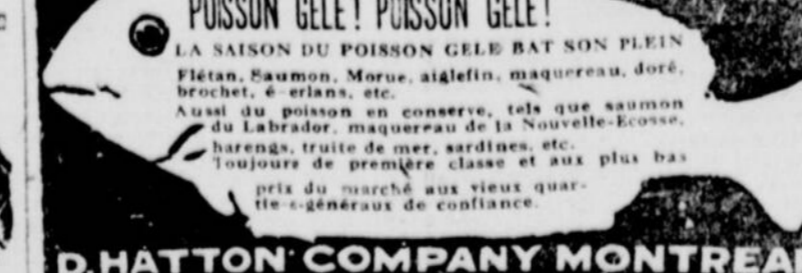 POISSON GELE! POISSON GELE!
LA SAISON DU POISSON GELE BAT SON PLEIN
Flétan, Saumon, Morue, aiglefin, maquereau, doré,
brochet, é-erlans, etc.
Aussi du poisson en conserve, tels que saumon
du Labrador, maquereau de la Nouvelle-Ecosse,
harengs, truite de mer, sardines, etc.
Toujours de première classe et aux plus bas
prix du marché aux vieux quar-
tie-s-généraux de confiance.
D. HATTON COMPANY MONTREAL